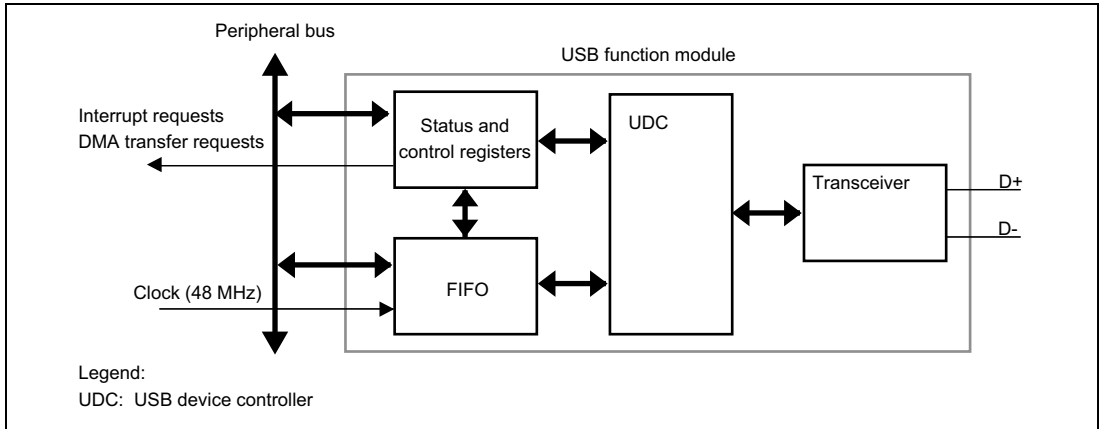 Peripheral bus
USB function module
Interrupt requests
DMA transfer requests
Status and
control registers
UDC
Transceiver
D+
D-
Clock (48 MHz)
FIFO
Legend:
UDC: USB device controller